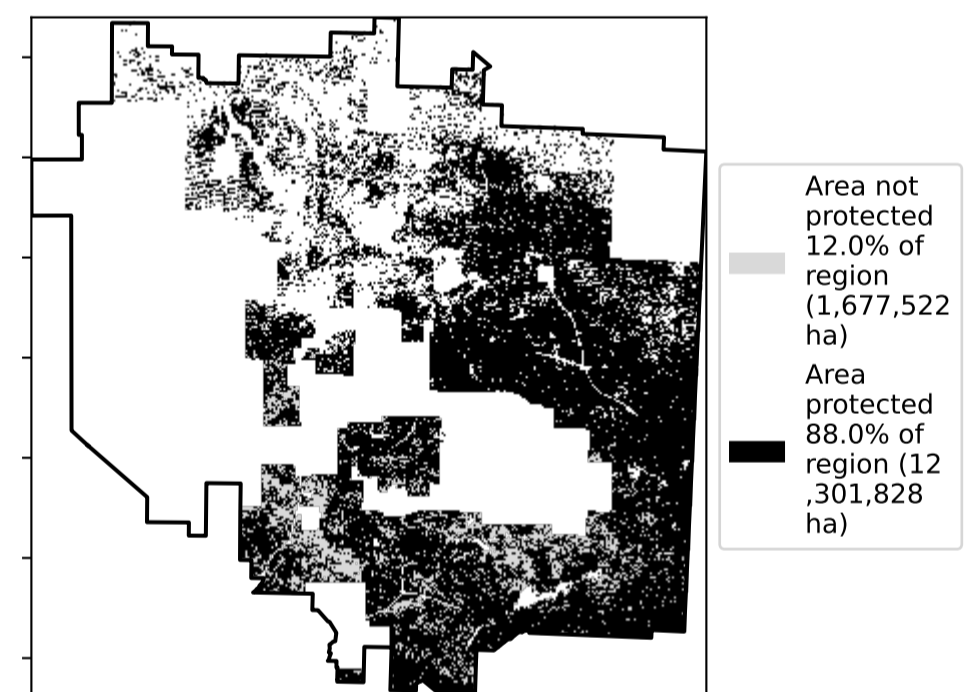 Area not
protected
12.0% of
region
(1,677,522
ha)
Area
protected
88.0% of
region (12
,301,828
ha)